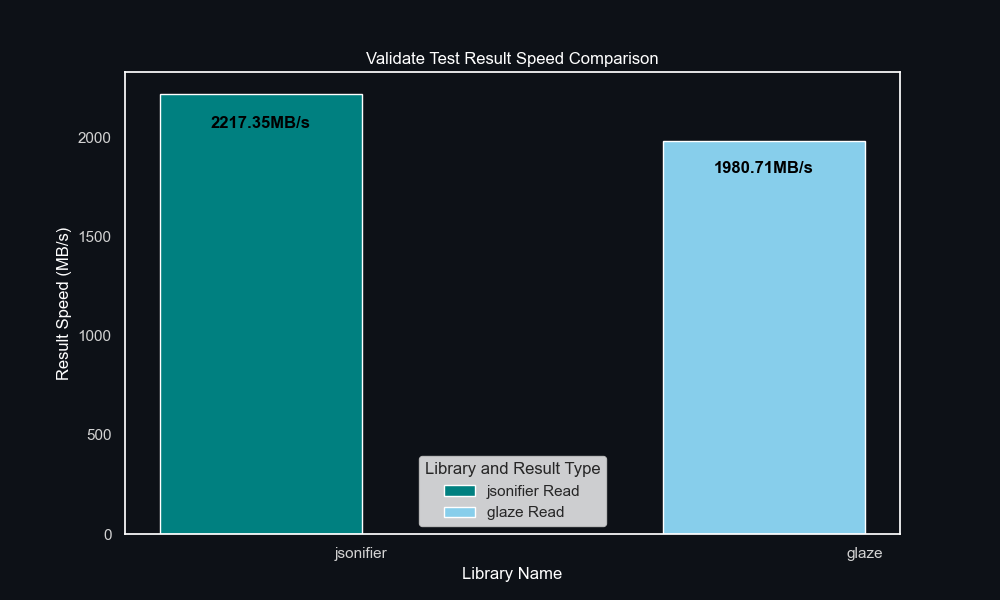 Validate Test Result Speed Comparison
2217.35MB/s
1980.71MB/s
Result Speed (MB/s)
2000
1500
1000
500
0
Library and Result Type
jsonifier Read
glaze Read
jsonifier
glaze
Library Name